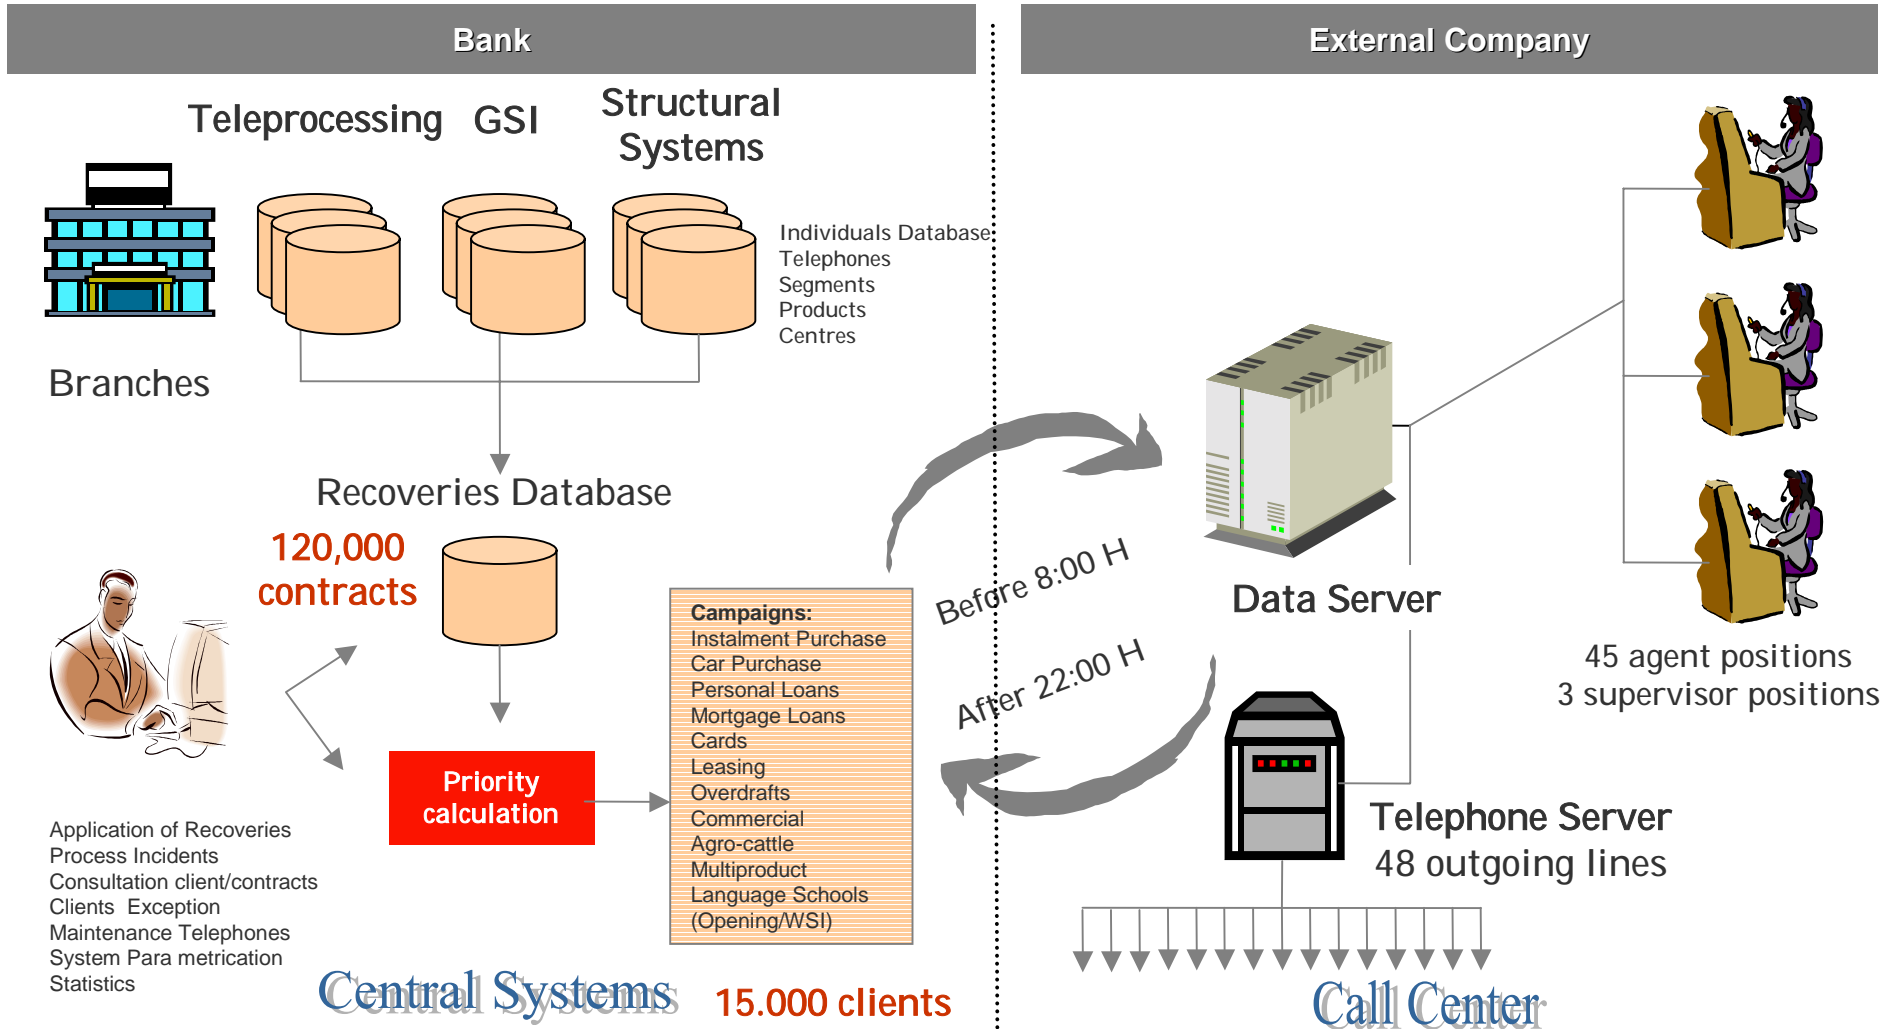 Bank
External Company
Teleprocessing
GSI
Structural
Systems
Individuals Database
Telephones
Segments
Products
Centres
Branches
Recoveries Database
120,000
contracts
Campaigns:
Instalment Purchase
Car Purchase
Personal Loans
Mortgage Loans
Cards
Leasing
Overdrafts
Commercial
Agro-cattle
Multiproduct
Language Schools
(Opening/WSI)
Priority
calculation
Application of Recoveries
Process Incidents
Consultation client/contracts
Clients  Exception
Maintenance Telephones
System Para metrication
Statistics
Central Systems
15.000 clients
Before 8:00 H
After 22:00 H
Data Server
45 agent positions
3 supervisor positions
Telephone Server
48 outgoing lines
Call Center